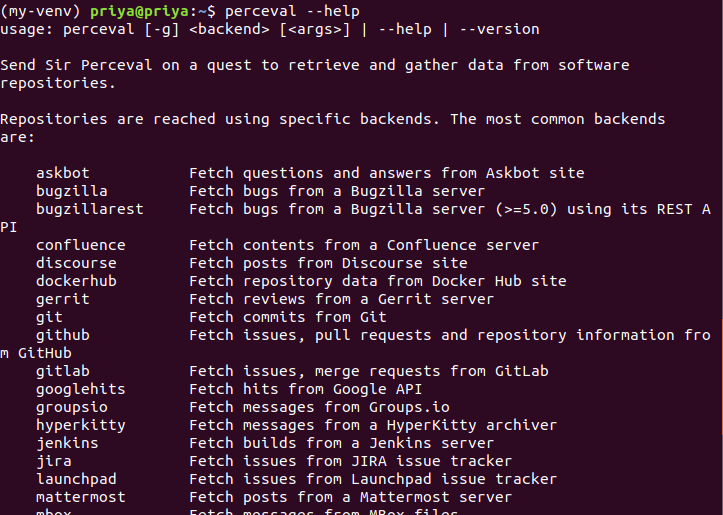 (my-venv) priya@priya:~$ perceval --help
usage: perceval [-g] <backend> [<args>] | --help | --version
Send Sir Perceval on a quest to retrieve and gather data from software
repositories.
Repositories are reached using specific backends. The most common backends
are:
askbot Fetch questions and answers from Askbot site
bugzilla Fetch bugs from a Bugzilla server
bugzillarest Fetch bugs from a Bugzilla server (>=5.0) using its REST A
PI
confluence Fetch contents from a Confluence server
discourse Fetch posts from Discourse site
dockerhub Fetch repository data from Docker Hub site
gerrit Fetch reviews from a Gerrit server
git Fetch commits from Git
github Fetch issues, pull requests and repository information fro
m GitHub
gitlab Fetch issues, merge requests from GitLab
googlehits Fetch hits from Google API
groupsio Fetch messages from Groups.io
hyperkitty Fetch messages from a HyperKitty archiver
jenkins Fetch builds from a Jenkins server
jira Fetch issues from JIRA issue tracker
launchpad Fetch issues from Launchpad issue tracker
mattermost Fetch posts from a Mattermost server
mbox Fetch messages from MBox files